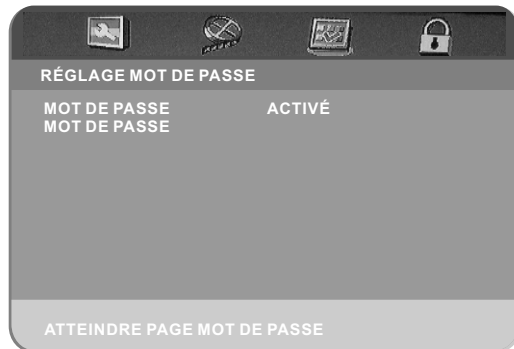 RÉGLAGE MOT DE PASSE
MOT DE PASSE ACTIVÉ
MOT DE PASSE
ATTEINDRE PAGE MOT DE PASSE